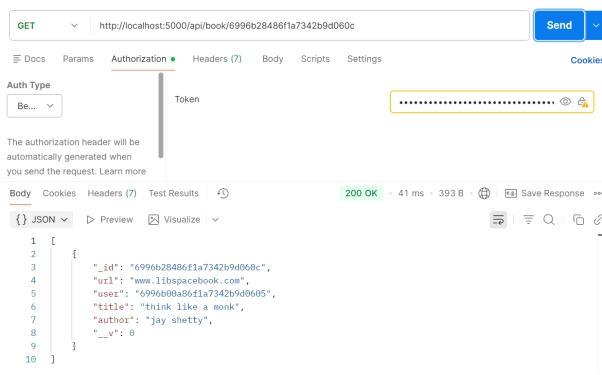 GET http://localhost:5000/api/book/6996b28486f1a7342b9d060c Send
Docs Params Authorization Headers (7) Body Scripts Settings Cookies
Auth Type
Be...
Token
The authorization header will be
automatically generated when
you send the request. Learn more
Body Cookies Headers (7) Test Results 200 OK • 41 ms • 393 B • Save Response
{} JSON Preview Visualize
1 [
2 {
3 "_id": "6996b28486f1a7342b9d060c",
4 "url": "www.libspacebook.com",
5 "user": "6996b00a86f1a7342b9d0605",
6 "title": "think like a monk",
7 "author": "jay shetty",
8 "__v": 0
9 }
10 ]